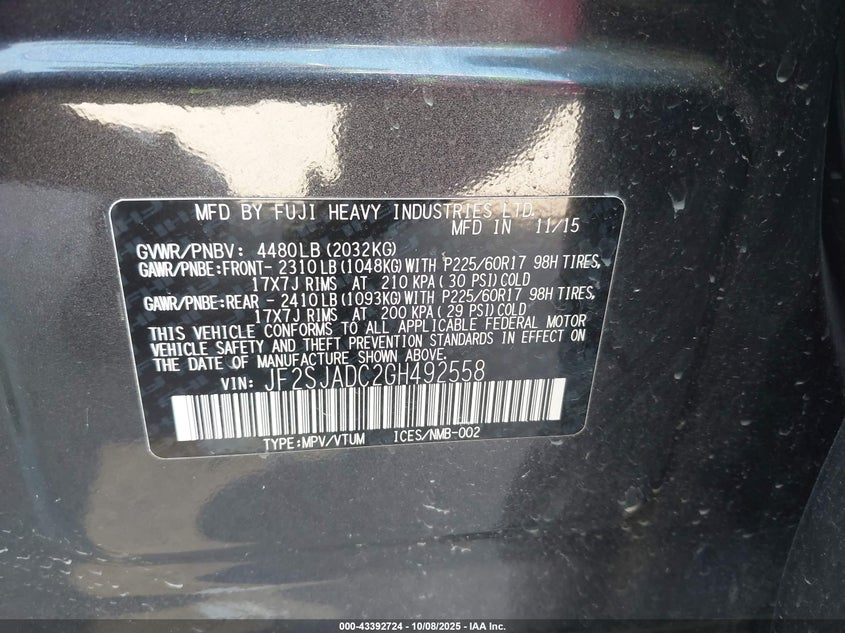 MFD BY FUJI HEAVY INDUSTRIES LTD.
MFD IN 11/15
GVWR/PNBV: 4480LB(2032KG)
GAWR/PNBE:FRONT- 2310LB(1048KG)WITH P225/60R17 98H TIRES,
17X7J RIMS AT 210 KPA( 30 PSI)COLD
GAWR/PNBE:REAR - 2410LB(1093KG)WITH P225/60R17 98H TIRES,
17X7J RIMS AT 200 KPA( 29 PSI)COLD
THIS VEHICLE CONFORMS TO ALL APPLICABLE FEDERAL MOTOR
VEHICLE SAFETY AND THEFT PREVENTION STANDARDS IN EFFECT ON
THE DATE OF MANUFACTURE SHOWN ABOVE.
VIN: JF2SJADC2GH492558
TYPE:MPV/VTUM ICES/NMB-002
000-43392724 - 10/08/2025 - IAA Inc.